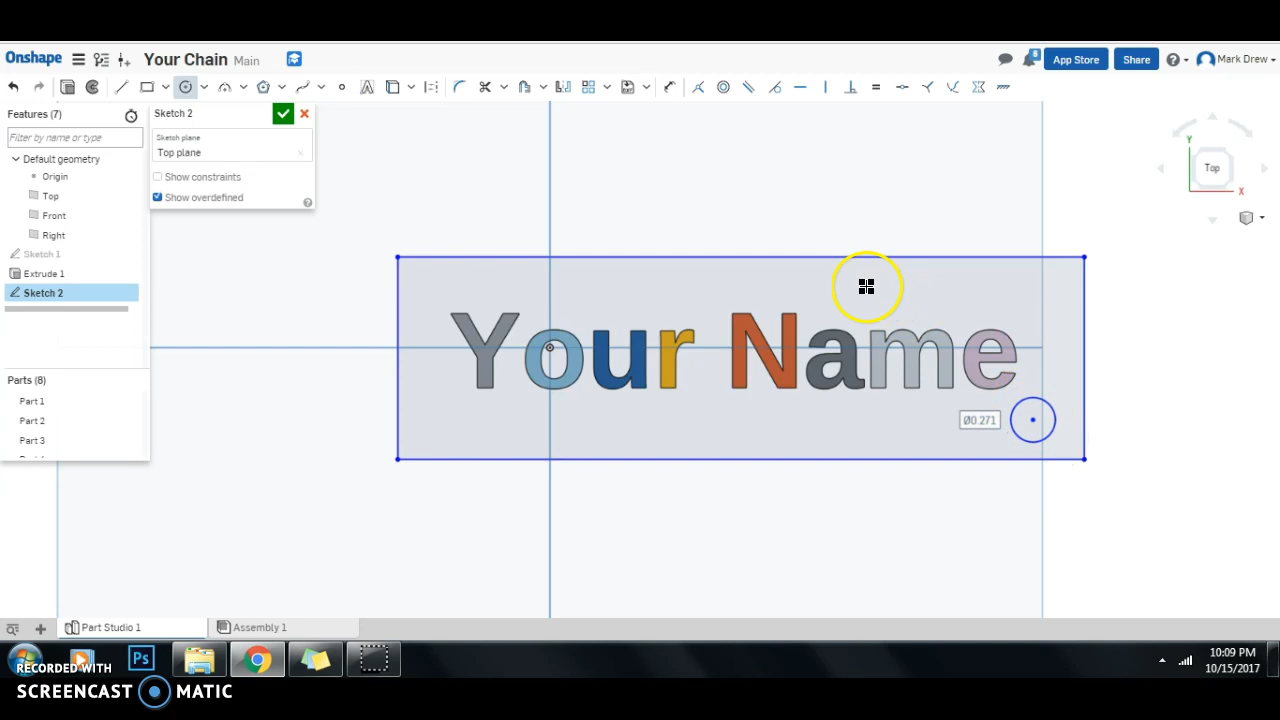 Onshape
Your Chain Main
8
App Store
Share
Mark Drew
Features (7)
Filter by name or type
Default geometry
Origin
Top
Front
Right
Sketch 1
Extrude 1
Sketch 2
Parts (8)
Part 1
Part 2
Part 3
Sketch 2
Sketch plane
Top plane
Show constraints
Show overdefined
Y
Top
X
Your Name
Ø0.271
Part Studio 1
Assembly 1
Ps
10:09 PM
10/15/2017
RECORDED WITH
SCREENCAST MATIC